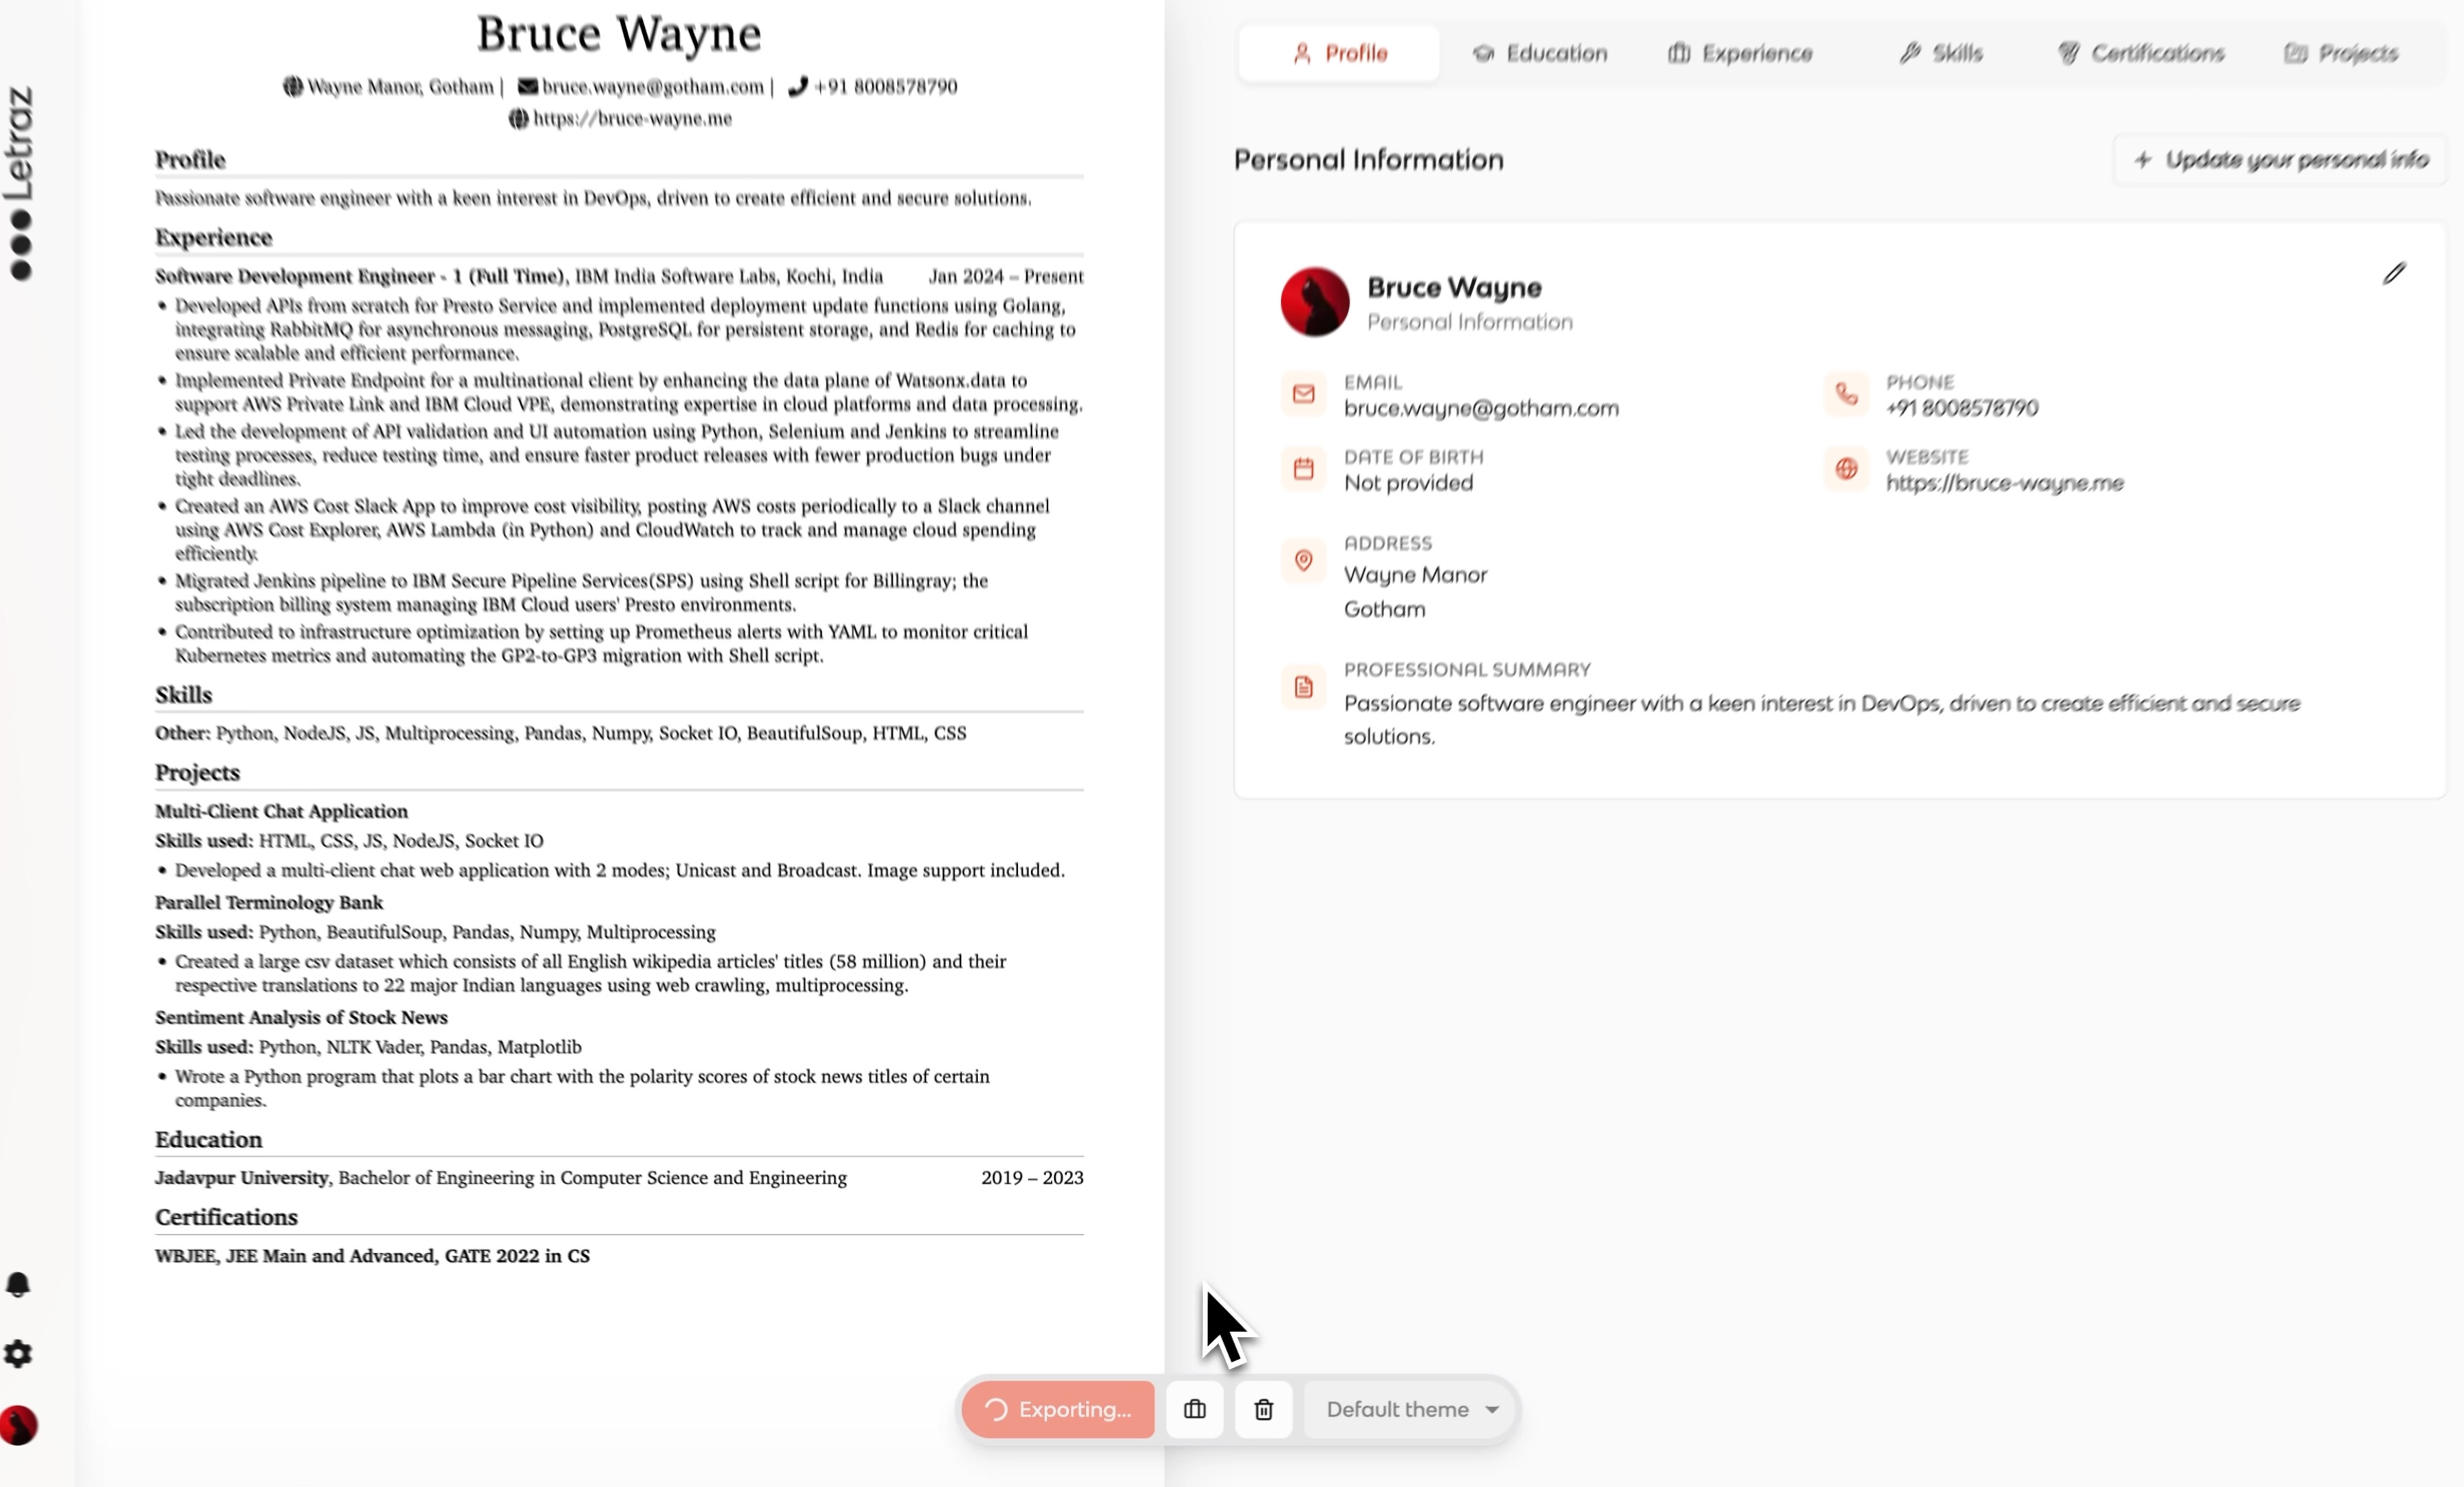 Letraz
Bruce Wayne
Wayne Manor, Gotham | bruce.wayne@gotham.com | +91 8008578790
https://bruce-wayne.me
Profile
Passionate software engineer with a keen interest in DevOps, driven to create efficient and secure solutions.
Experience
Software Development Engineer - 1 (Full Time), IBM India Software Labs, Kochi, India Jan 2024 – Present
• Developed APIs from scratch for Presto Service and implemented deployment update functions using Golang,
integrating RabbitMQ for asynchronous messaging, PostgreSQL for persistent storage, and Redis for caching to
ensure scalable and efficient performance.
• Implemented Private Endpoint for a multinational client by enhancing the data plane of Watsonx.data to
support AWS Private Link and IBM Cloud VPE, demonstrating expertise in cloud platforms and data processing.
• Led the development of API validation and UI automation using Python, Selenium and Jenkins to streamline
testing processes, reduce testing time, and ensure faster product releases with fewer production bugs under
tight deadlines.
• Created an AWS Cost Slack App to improve cost visibility, posting AWS costs periodically to a Slack channel
using AWS Cost Explorer, AWS Lambda (in Python) and CloudWatch to track and manage cloud spending
efficiently.
• Migrated Jenkins pipeline to IBM Secure Pipeline Services(SPS) using Shell script for Billingray; the
subscription billing system managing IBM Cloud users' Presto environments.
• Contributed to infrastructure optimization by setting up Prometheus alerts with YAML to monitor critical
Kubernetes metrics and automating the GP2-to-GP3 migration with Shell script.
Skills
Other: Python, NodeJS, JS, Multiprocessing, Pandas, Numpy, Socket IO, BeautifulSoup, HTML, CSS
Projects
Multi-Client Chat Application
Skills used: HTML, CSS, JS, NodeJS, Socket IO
• Developed a multi-client chat web application with 2 modes; Unicast and Broadcast. Image support included.
Parallel Terminology Bank
Skills used: Python, BeautifulSoup, Pandas, Numpy, Multiprocessing
• Created a large csv dataset which consists of all English wikipedia articles' titles (58 million) and their
respective translations to 22 major Indian languages using web crawling, multiprocessing.
Sentiment Analysis of Stock News
Skills used: Python, NLTK Vader, Pandas, Matplotlib
• Wrote a Python program that plots a bar chart with the polarity scores of stock news titles of certain
companies.
Education
Jadavpur University, Bachelor of Engineering in Computer Science and Engineering 2019 – 2023
Certifications
WBJEE, JEE Main and Advanced, GATE 2022 in CS
Profile Education Experience Skills Certifications Projects
Personal Information
+ Update your personal info
Bruce Wayne
Personal Information
EMAIL
bruce.wayne@gotham.com
PHONE
+91 8008578790
DATE OF BIRTH
Not provided
WEBSITE
https://bruce-wayne.me
ADDRESS
Wayne Manor
Gotham
PROFESSIONAL SUMMARY
Passionate software engineer with a keen interest in DevOps, driven to create efficient and secure
solutions.
Exporting...
Default theme